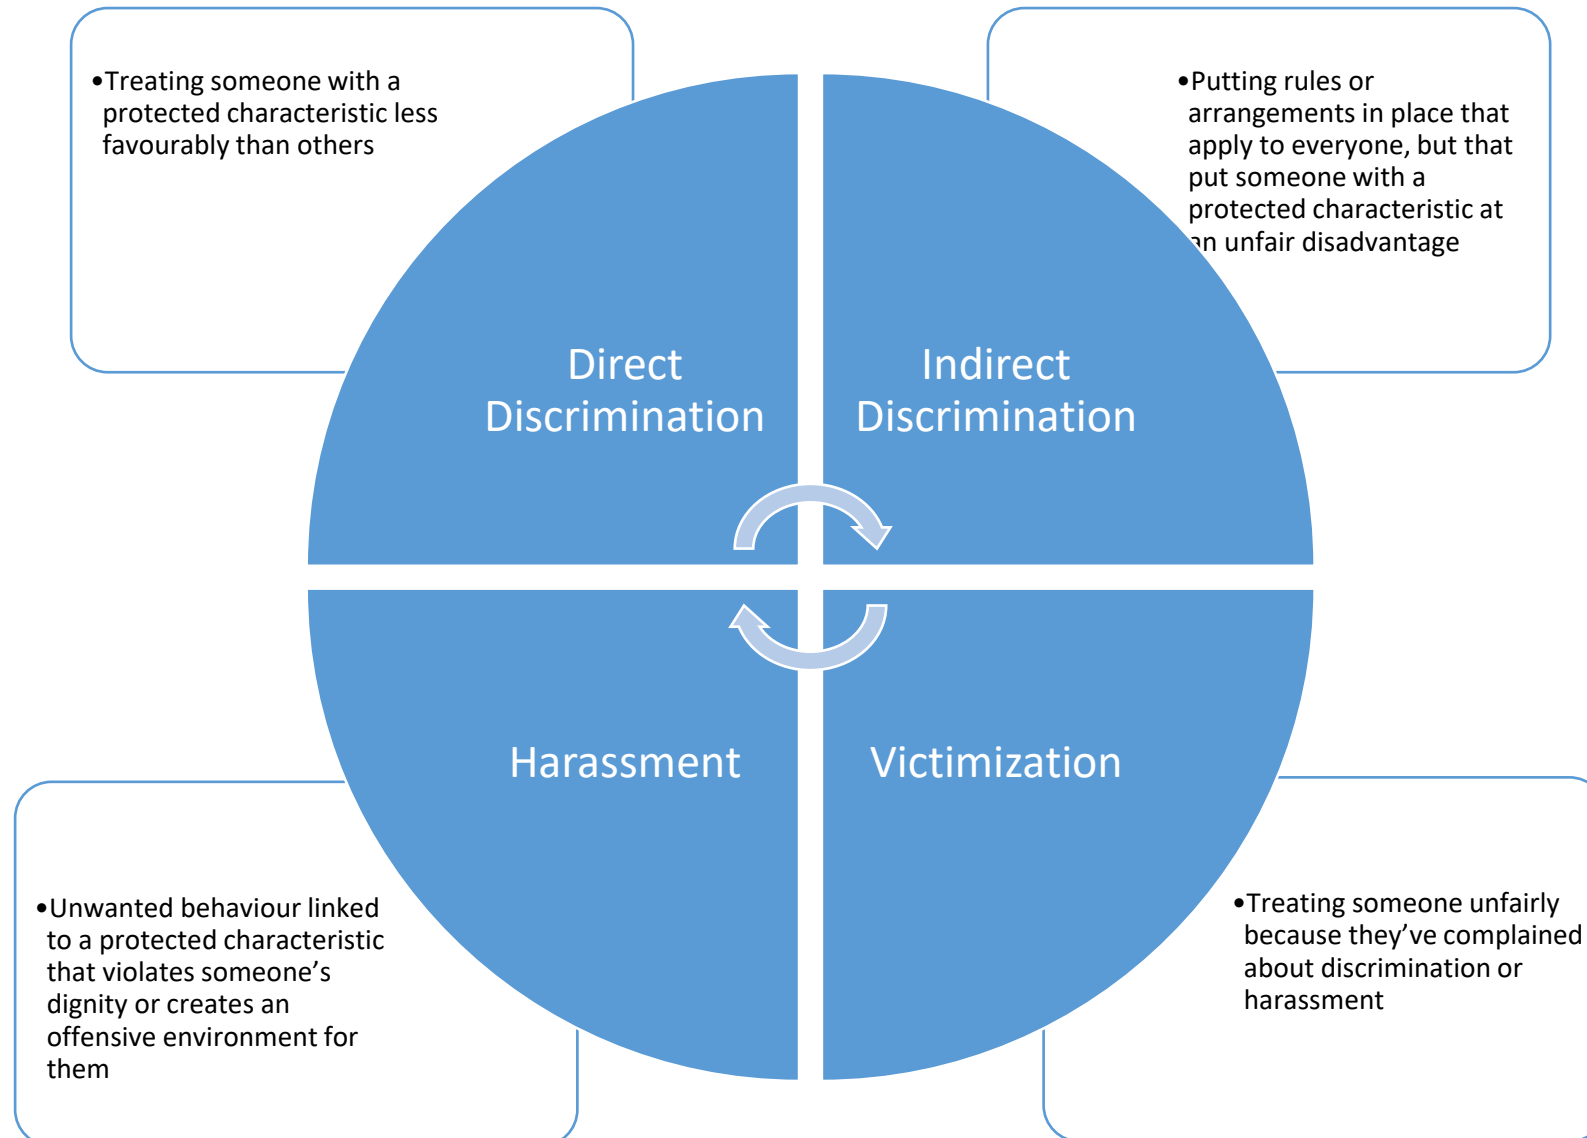 •Treating someone with a
protected characteristic less
favourably than others
•Putting rules or
arrangements in place that
apply to everyone, but that
put someone with a
protected characteristic at
an unfair disadvantage
Direct
Discrimination
Indirect
Discrimination
Harassment
Victimization
•Unwanted behaviour linked
to a protected characteristic
that violates someone’s
dignity or creates an
offensive environment for
them
•Treating someone unfairly
because they’ve complained
about discrimination or
harassment